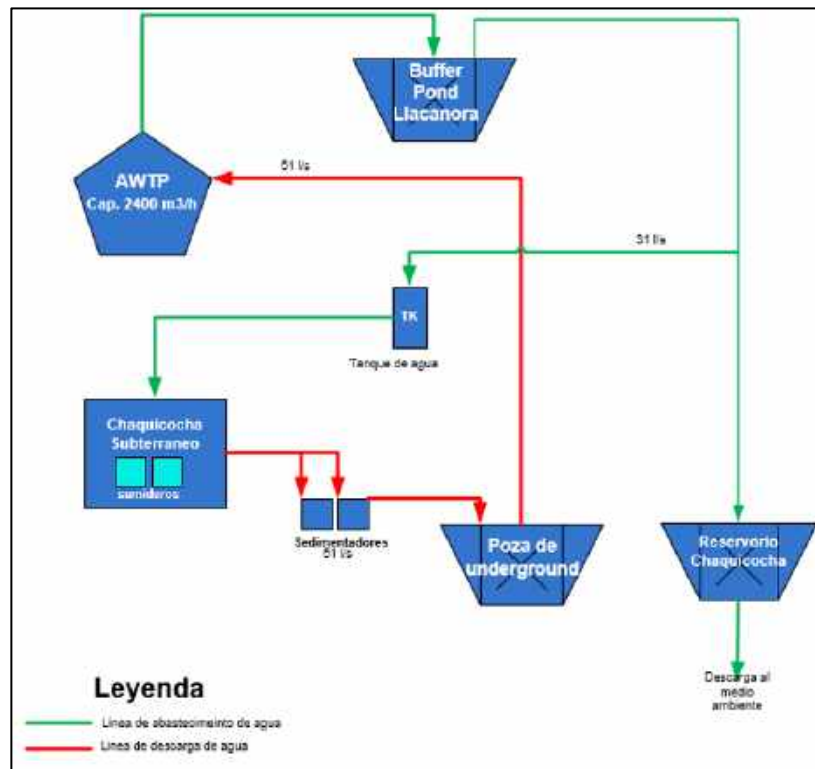 Buffer
Pond
Llacanora
51 l/s
AWTP
Cap. 2400 m3/h
31 l/s
TK
Tanque de agua
Chaquicocha
Subterraneo
sumideros
Sedimentadores
51 l/s
Poza de
underground
Reservorio
Chaquicocha
Descarga al
medio
ambiente
Leyenda
Linea de abastecimeinto de agua
Linea de descarga de agua